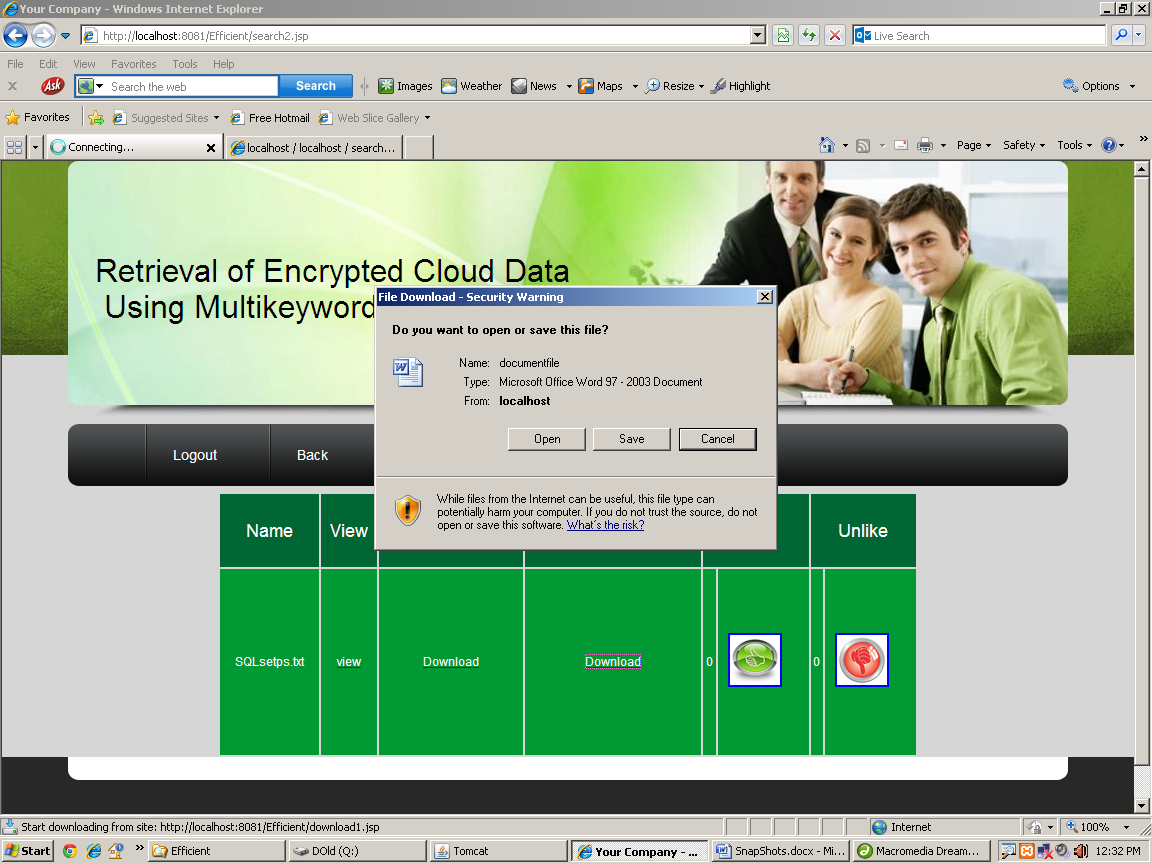 Your Company - Windows Internet Explorer
http://localhost:8081/Efficient/search2.jsp
Live Search
File Edit View Favorites Tools Help
Ask Search the web Search Images Weather News Maps Resize Highlight Options
Favorites Suggested Sites Free Hotmail Web Slice Gallery
Connecting... localhost / localhost / search... Page Safety Tools »
Retrieval of Encrypted Cloud Data
Using Multikeyword
File Download - Security Warning
Do you want to open or save this file?
Name: documentfile
Type: Microsoft Office Word 97 - 2003 Document
From: localhost
Open Save Cancel
While files from the Internet can be useful, this file type can
potentially harm your computer. If you do not trust the source, do not
open or save this software. What's the risk?
Logout Back
Name View Unlike
SQLsetps.txt view Download Download 0 0
Start downloading from site: http://localhost:8081/Efficient/download1.jsp Internet 100%
Start » Efficient DOld (Q:) Tomcat Your Company - ... SnapShots.docx - Mi... Macromedia Dream... 12:32 PM